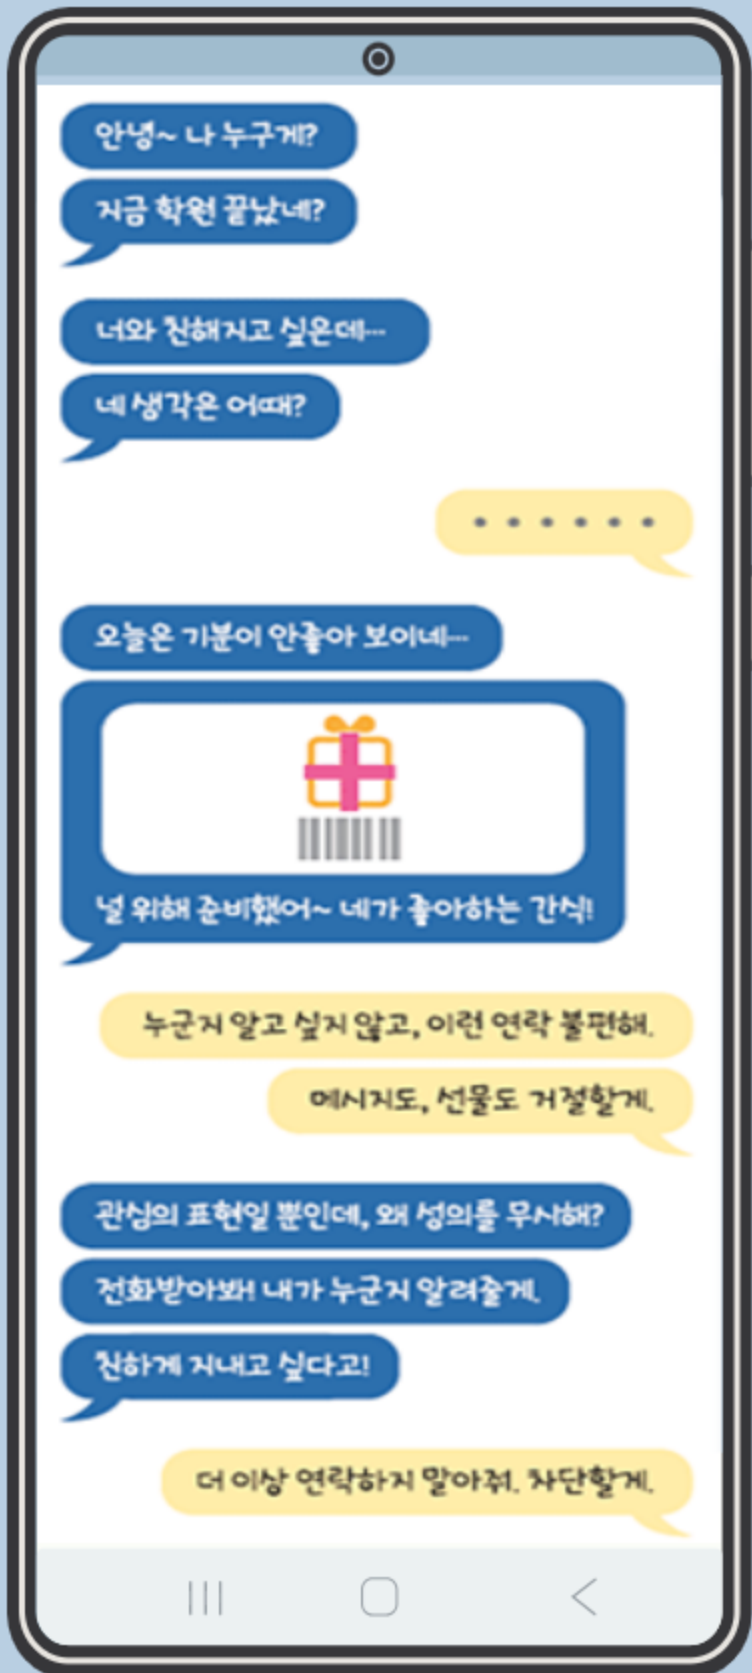 안녕~ 나 누구게?
지금 학원 끝났네?
너와 친해지고 싶은데...
네 생각은 어때?
• • • • • •
오늘은 기분이 안좋아 보이네...
널 위해 준비했어~ 네가 좋아하는 간식!
누군지 알고 싶지 않고, 이런 연락 불편해.
메시지도, 선물도 거절할게.
관심의 표현일 뿐인데, 왜 성의를 무시해?
전화받아봐! 내가 누군지 알려줄게.
친하게 지내고 싶다고!
더 이상 연락하지 말아줘. 차단할게.